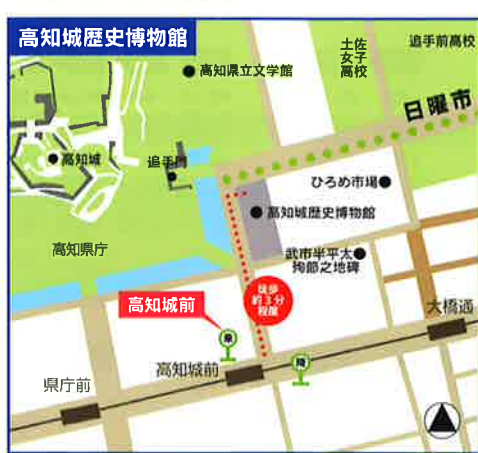 高知城歴史博物館
土佐
女子
高校
追手前高校
高知県立文学館
日曜市
高知城
追手門
ひろめ市場
高知城歴史博物館
高知県庁
武市半平太
殉節之地碑
徒歩
約3分
程度
高知城前
大橋通
乗
降
高知城前
県庁前